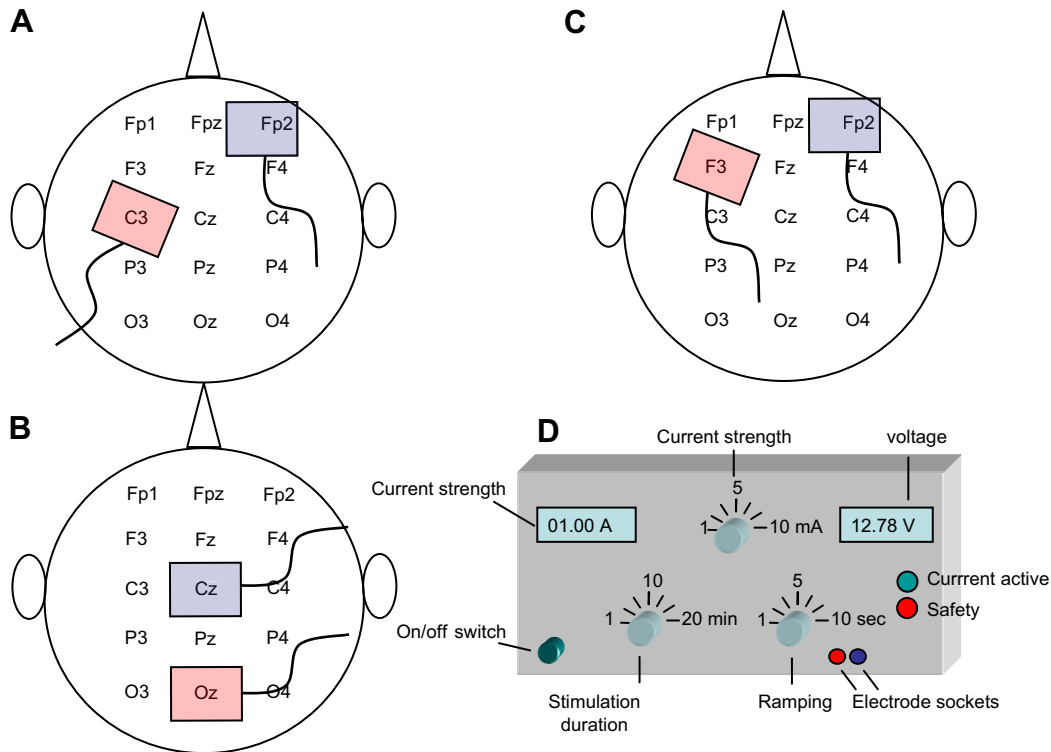 A
Fp1 Fpz Fp2
F3 Fz F4
C3 Cz C4
P3 Pz P4
O3 Oz O4
B
Fp1 Fpz Fp2
F3 Fz F4
C3 Cz C4
P3 Pz P4
O3 Oz O4
C
Fp1 Fpz Fp2
F3 Fz F4
C3 Cz C4
P3 Pz P4
O3 Oz O4
D
Current strength
voltage
Current strength
01.00 A
5
1 10 mA
12.78 V
10
1 20 min
5
1 10 sec
Currrent active
Safety
On/off switch
Stimulation
duration
Ramping
Electrode sockets